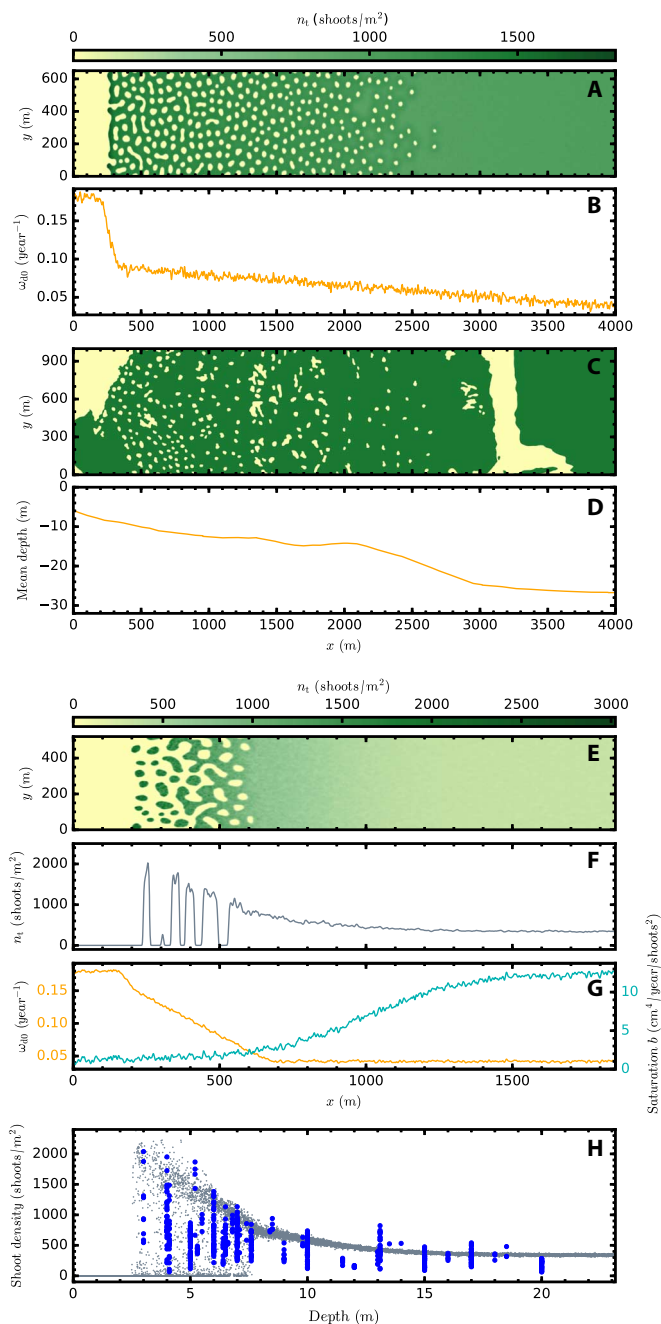 n_t (shoots/m²)
0 500 1000 1500
600
400
200
0
y (m)
A
0.15
0.10
0.05
ω_d0 (year⁻¹)
B
0 500 1000 1500 2000 2500 3000 3500 4000
900
600
300
0
y (m)
C
0
−10
−20
−30
Mean depth (m)
D
0 500 1000 1500 2000 2500 3000 3500 4000
x (m)
n_t (shoots/m²)
0 500 1000 1500 2000 2500 3000
400
200
0
y (m)
E
2000
1000
0
n_t (shoots/m²)
F
0.15
0.10
0.05
ω_d0 (year⁻¹)
G
10
5
0
Saturation b (cm⁴/year/shoots²)
0 500 1000 1500
x (m)
2000
1500
1000
500
0
Shoot density (shoots/m²)
H
0 5 10 15 20
Depth (m)